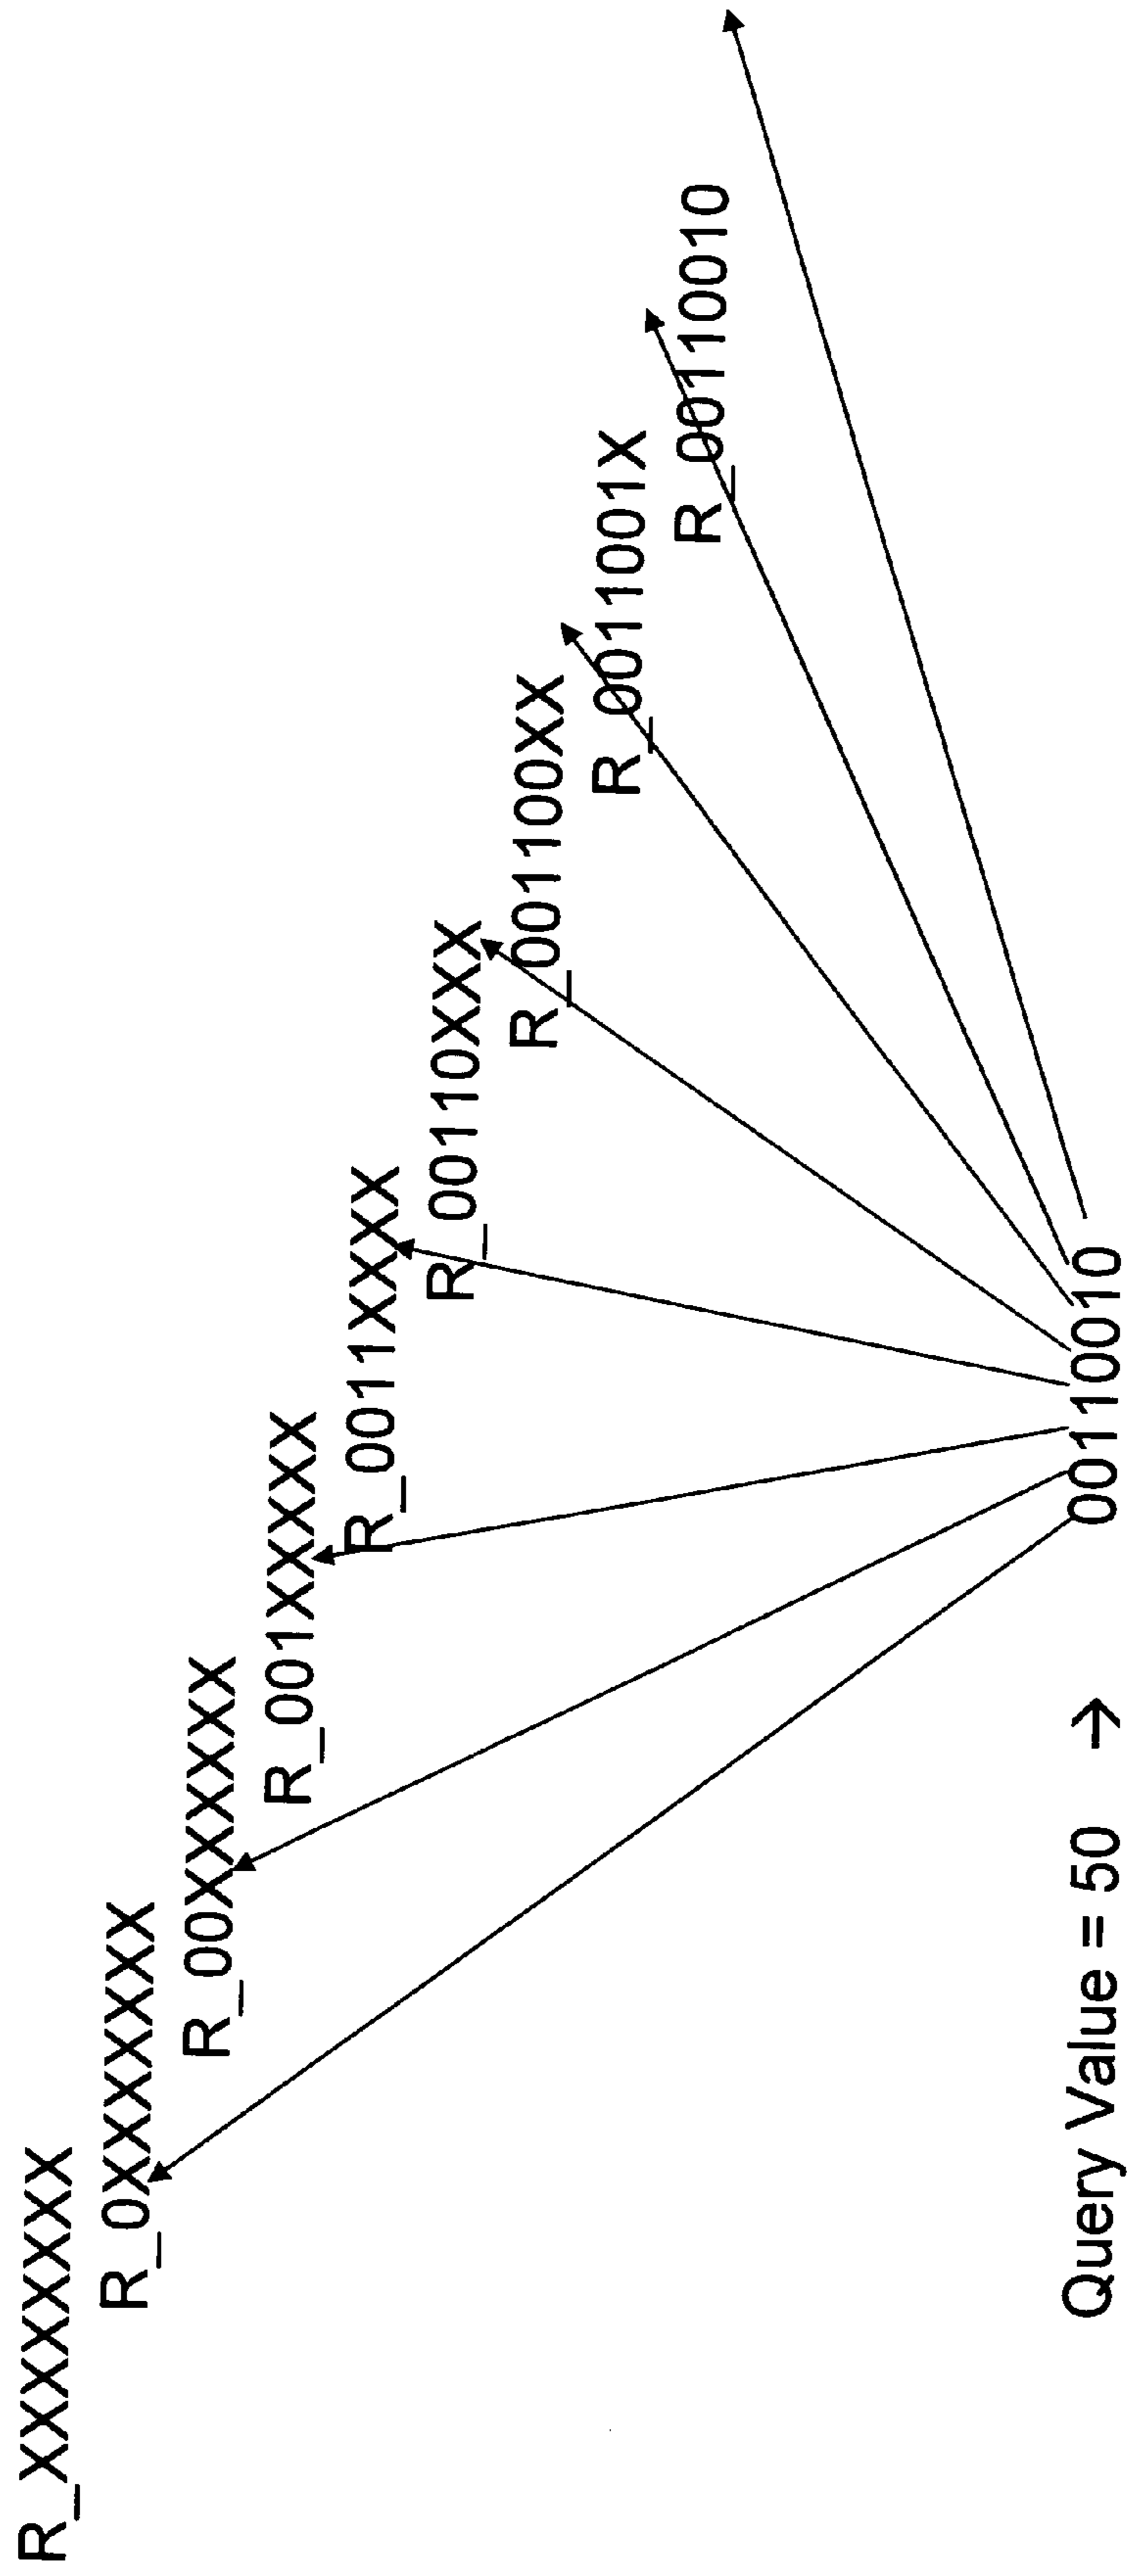 R_XXXXXXXX
R_0XXXXXXX
R_00XXXXXX
R_001XXXXX
R_0011XXXX
R_00110XXX
R_001100XX
R_0011001X
R_00110010
Query Value = 50 → 00110010